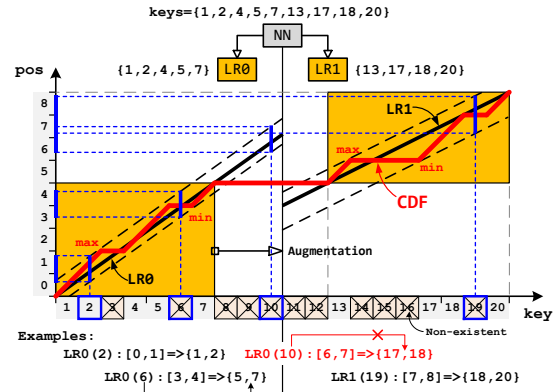 keys={1,2,4,5,7,13,17,18,20}
NN
pos {1,2,4,5,7} LR0 LR1 {13,17,18,20}
8
7
6
5
4
3
2
1
0
LR1
max
min
CDF
min
max
LR0
Augmentation
1 2 3 4 5 6 7 8 9 10 11 12 13 14 15 16 17 18 19 20 key
Non-existent
Examples:
LR0(2):[0,1]=>{1,2} LR0(10):[6,7]=>{17,18}
LR0(6):[3,4]=>{5,7} LR1(19):[7,8]=>{18,20}